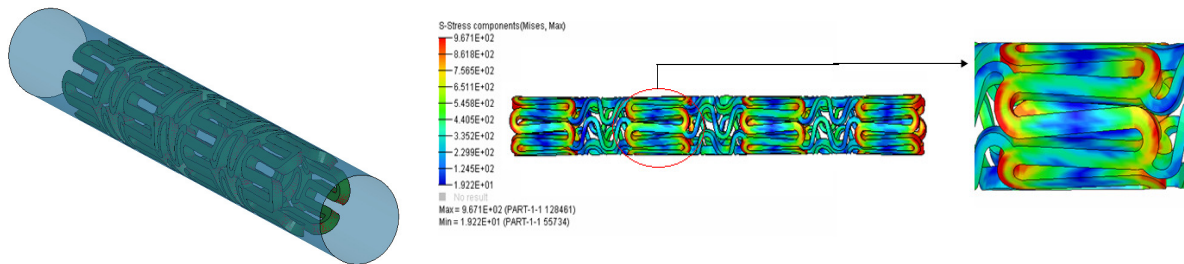 S-Stress components(Mises, Max)
9.671E+02
8.618E+02
7.565E+02
6.511E+02
5.458E+02
4.405E+02
3.352E+02
2.299E+02
1.245E+02
1.922E+01
No result
Max = 9.671E+02 (PART-1-1 128461)
Min = 1.922E+01 (PART-1-1 55734)